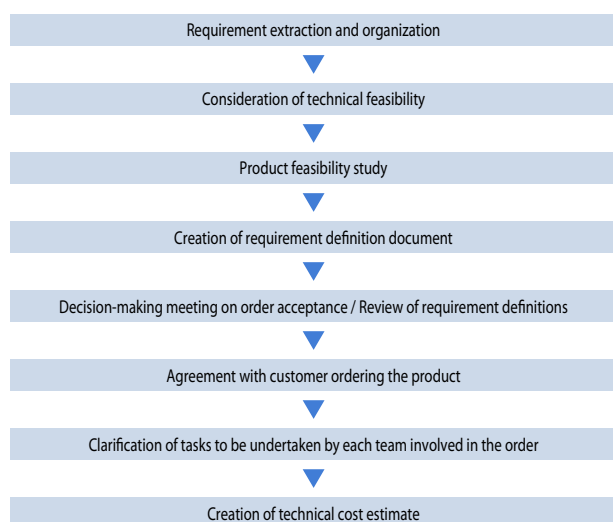 Requirement extraction and organization
Consideration of technical feasibility
Product feasibility study
Creation of requirement definition document
Decision-making meeting on order acceptance / Review of requirement definitions
Agreement with customer ordering the product
Clarification of tasks to be undertaken by each team involved in the order
Creation of technical cost estimate